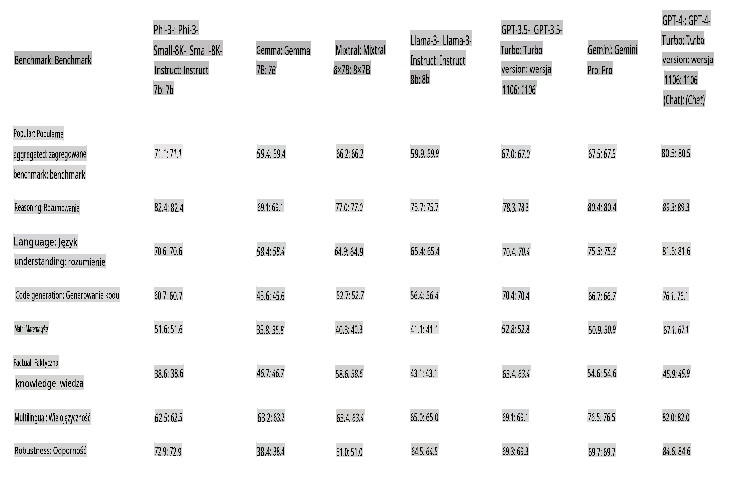 Benchmark: Benchmark
Phi-3-: Phi-3-
Small-8K-: Small-8K-
Instruct: Instruct
7b: 7b
Gemma: Gemma
7B: 7B
Mixtral: Mixtral
8x7B: 8x7B
Llama-3-: Llama-3-
Instruct: Instruct
8b: 8b
GPT-3.5-: GPT-3.5-
Turbo: Turbo
version: wersja
1106: 1106
Gemini: Gemini
Pro: Pro
GPT-4-: GPT-4-
Turbo: Turbo
version: wersja
1106: 1106
(Chat): (Chat)
Popular: Popularne
aggregated: zagregowane
benchmark: benchmark
71.1: 71.1
59.4: 59.4
66.2: 66.2
59.9: 59.9
67.0: 67.0
67.5: 67.5
80.5: 80.5
Reasoning: Rozumowanie
82.4: 82.4
69.1: 69.1
77.0: 77.0
75.7: 75.7
78.3: 78.3
80.4: 80.4
89.3: 89.3
Language: Język
understanding: rozumienie
70.6: 70.6
58.4: 58.4
64.9: 64.9
65.4: 65.4
70.4: 70.4
75.3: 75.3
81.6: 81.6
Code generation: Generowanie kodu
60.7: 60.7
45.6: 45.6
52.7: 52.7
56.4: 56.4
70.4: 70.4
66.7: 66.7
76.1: 76.1
Math: Matematyka
51.6: 51.6
35.8: 35.8
40.3: 40.3
41.1: 41.1
52.8: 52.8
50.9: 50.9
67.1: 67.1
Factual: Faktyczna
knowledge: wiedza
38.6: 38.6
46.7: 46.7
58.6: 58.6
43.1: 43.1
63.4: 63.4
54.6: 54.6
45.9: 45.9
Multilingual: Wielojęzyczność
62.5: 62.5
63.2: 63.2
63.4: 63.4
65.0: 65.0
69.1: 69.1
76.5: 76.5
82.0: 82.0
Robustness: Odporność
72.9: 72.9
38.4: 38.4
51.0: 51.0
64.5: 64.5
69.3: 69.3
69.7: 69.7
84.6: 84.6